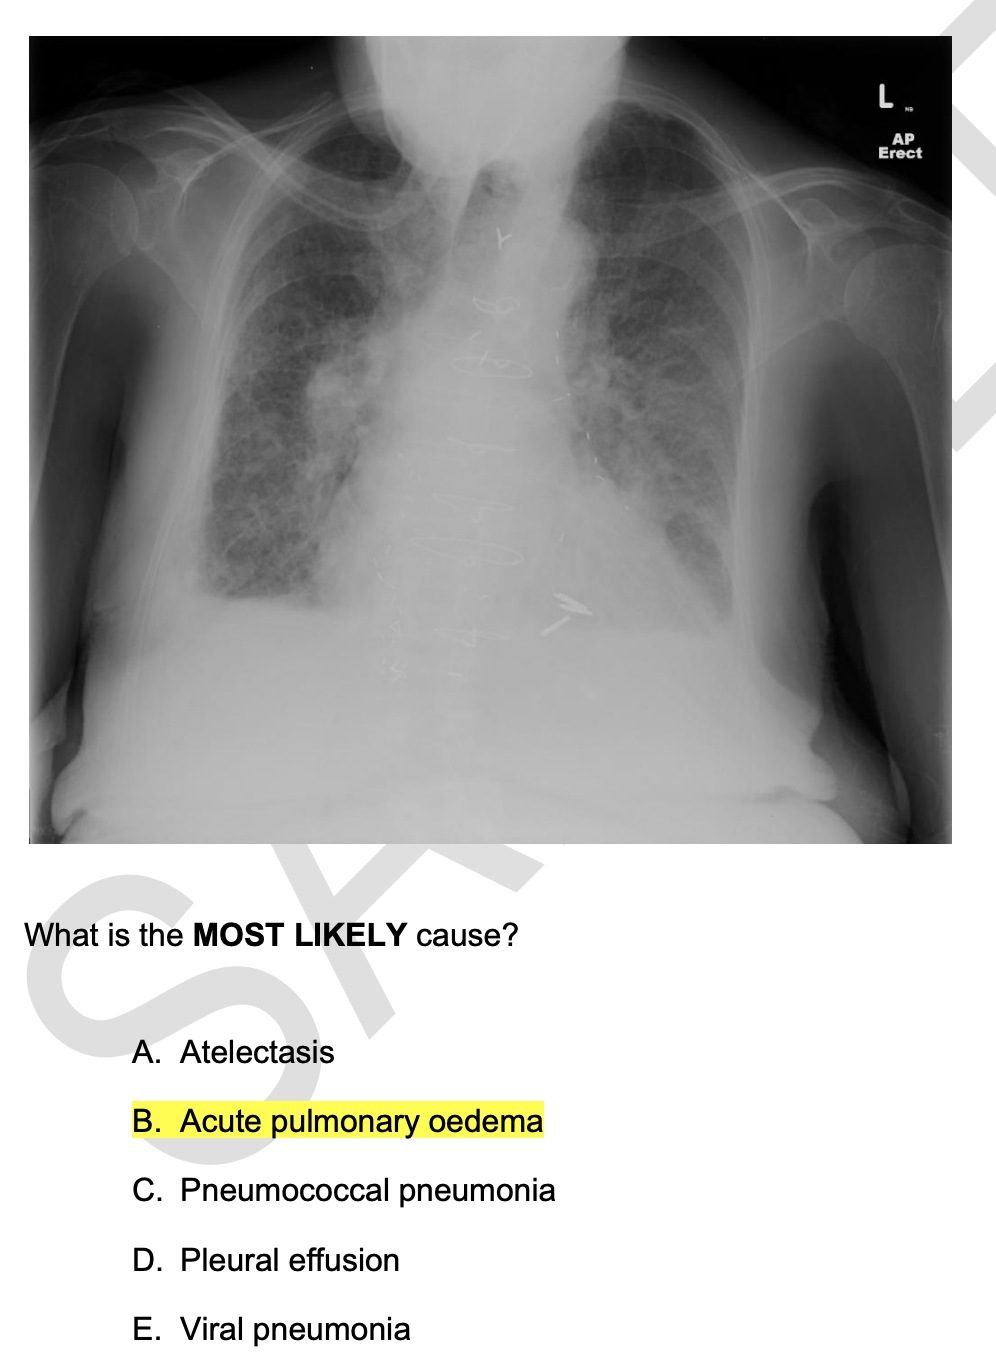 L
AP
Erect
What is the MOST LIKELY cause?
A. Atelectasis
B. Acute pulmonary oedema
C. Pneumococcal pneumonia
D. Pleural effusion
E. Viral pneumonia